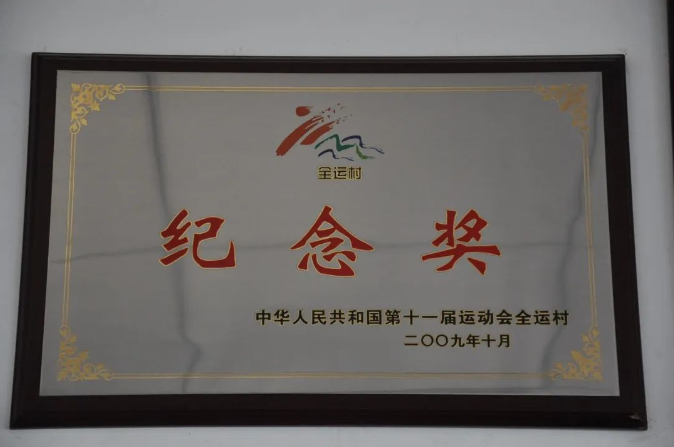 全运村
纪念奖
中华人民共和国第十一届运动会全运村
二〇〇九年十月